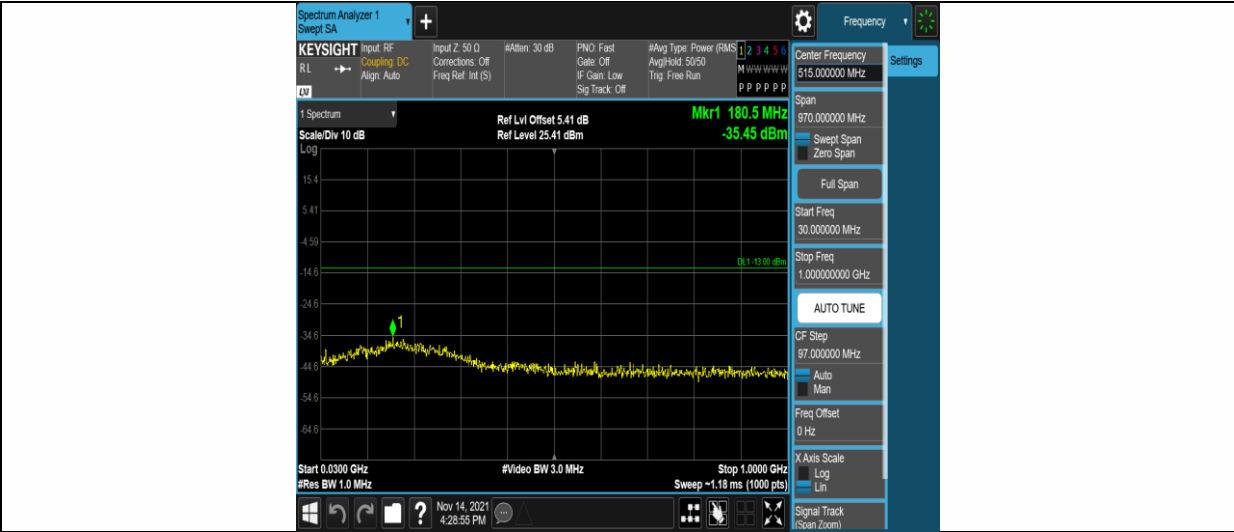 Spectrum Analyzer 1
Swept SA
+
Frequency
KEYSIGHT
RL
LXI
Input: RF
Coupling: DC
Align: Auto
Input Z: 50 Ω
Corrections: Off
Freq Ref: Int (S)
#Atten: 30 dB
PNO: Fast
Gate: Off
IF Gain: Low
Sig Track: Off
#Avg Type: Power (RMS
Avg|Hold: 50/50
Trig: Free Run
1 2 3 4 5 6
M W W W W W
P P P P P P
Center Frequency
515.000000 MHz
Settings
Span
970.000000 MHz
Swept Span
Zero Span
Full Span
Start Freq
30.000000 MHz
Stop Freq
1.000000000 GHz
AUTO TUNE
CF Step
97.000000 MHz
Auto
Man
Freq Offset
0 Hz
X Axis Scale
Log
Lin
Signal Track
(Span Zoom)
1 Spectrum
Scale/Div 10 dB
Ref Lvl Offset 5.41 dB
Ref Level 25.41 dBm
Mkr1 180.5 MHz
-35.45 dBm
Log
15.4
5.41
-4.59
DL1 -13.00 dBm
-14.6
-24.6
1
-34.6
-44.6
-54.6
-64.6
Start 0.0300 GHz
#Res BW 1.0 MHz
#Video BW 3.0 MHz
Stop 1.0000 GHz
Sweep ~1.18 ms (1000 pts)
?
Nov 14, 2021
4:28:55 PM